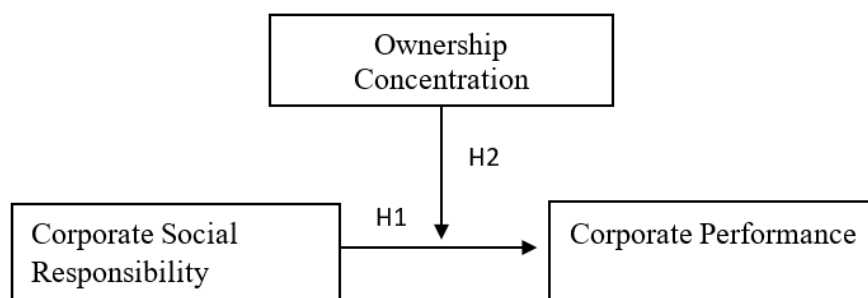 Ownership
Concentration
H2
H1
Corporate Social
Responsibility
Corporate Performance